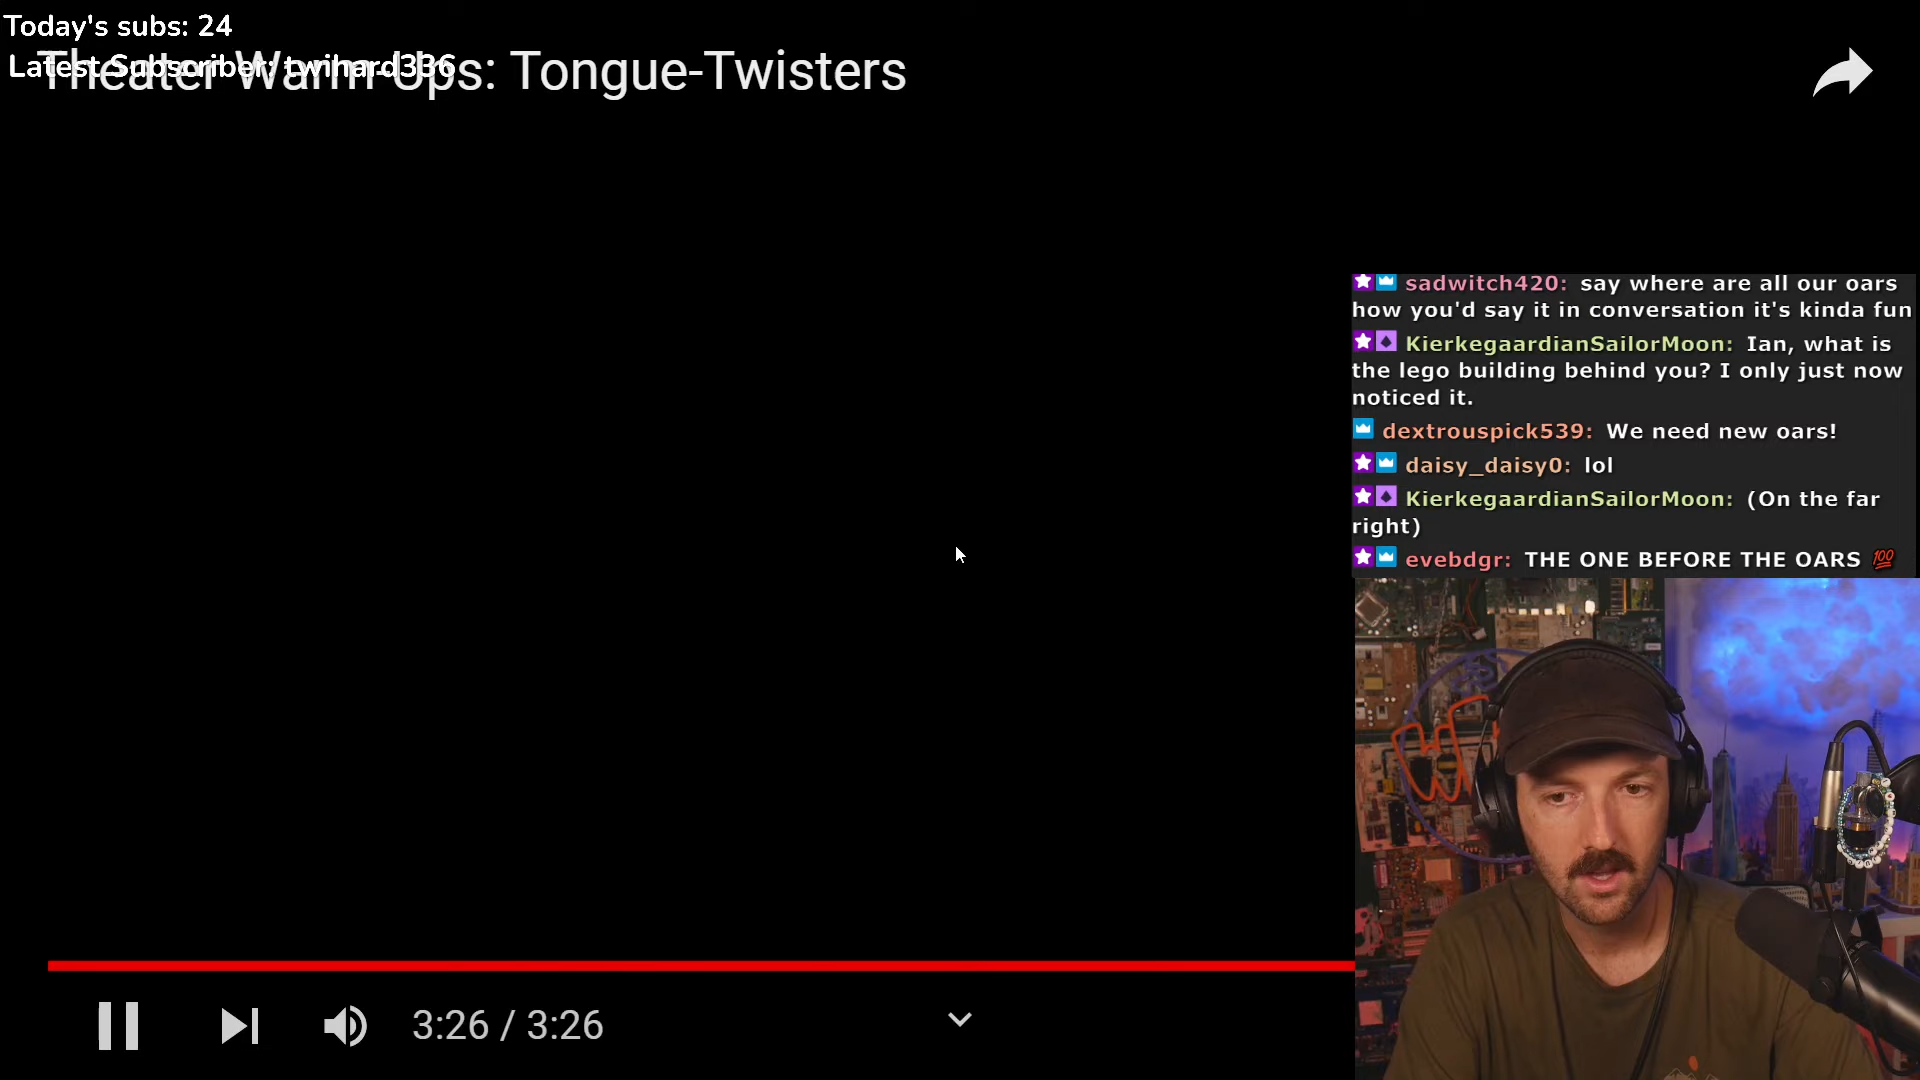 Today's subs: 24
Latest Subscriber: twihard336
Theater Warm-Ups: Tongue-Twisters
sadwitch420: say where are all our oars
how you'd say it in conversation it's kinda fun
KierkegaardianSailorMoon: Ian, what is
the lego building behind you? I only just now
noticed it.
dextrouspick539: We need new oars!
daisy_daisy0: lol
KierkegaardianSailorMoon: (On the far
right)
evebdgr: THE ONE BEFORE THE OARS 💯
3:26 / 3:26